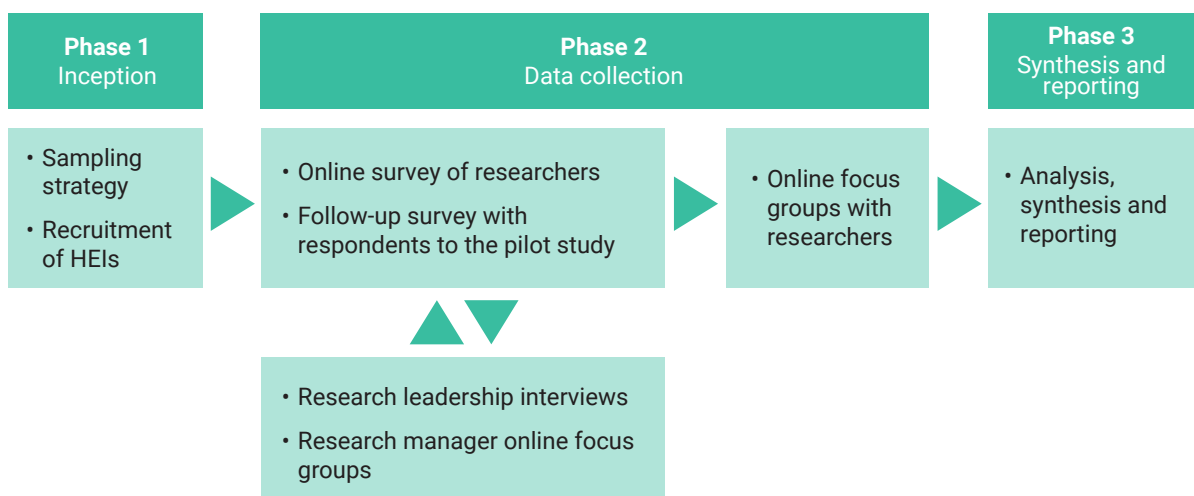 Phase 1
Inception
Phase 2
Data collection
Phase 3
Synthesis and
reporting
• Sampling
strategy
• Recruitment
of HEIs
• Online survey of researchers
• Follow-up survey with
respondents to the pilot study
• Online focus
groups with
researchers
• Analysis,
synthesis and
reporting
• Research leadership interviews
• Research manager online focus
groups